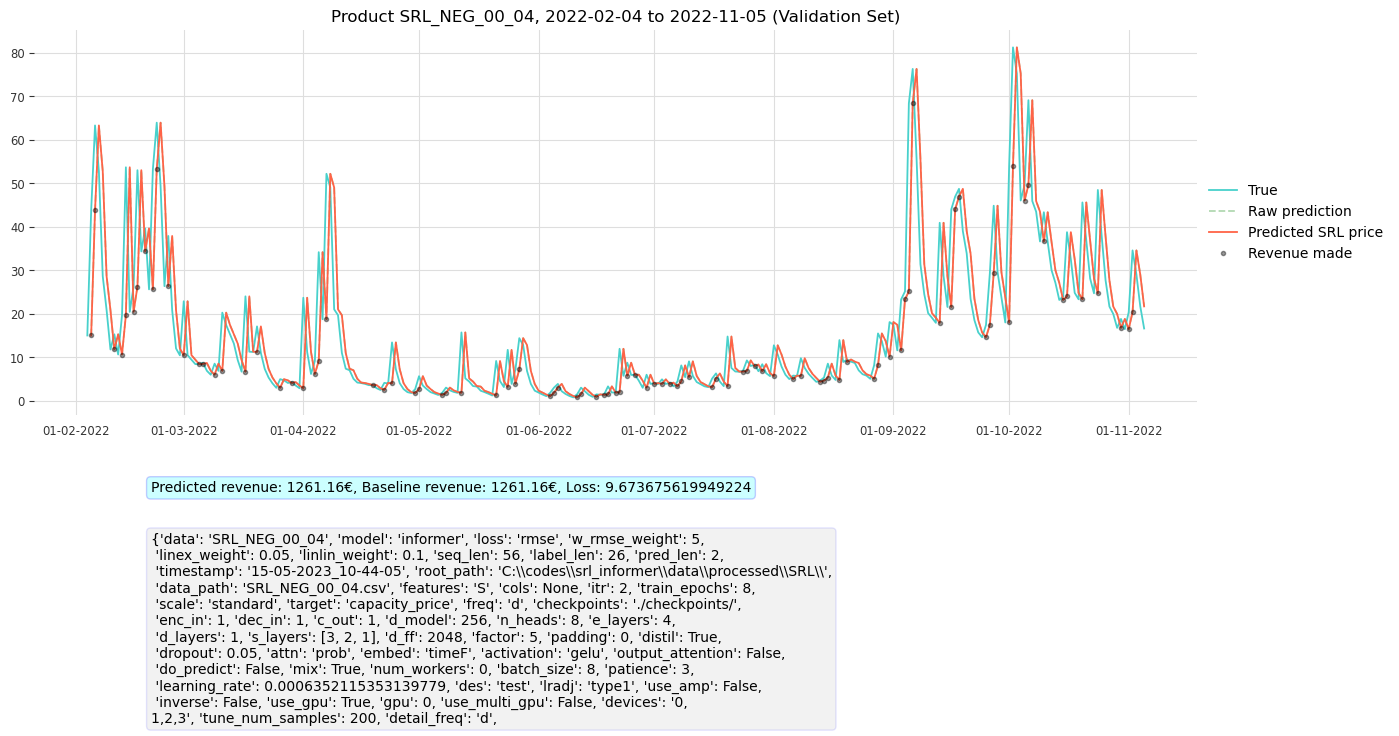 Product SRL_NEG_00_04, 2022-02-04 to 2022-11-05 (Validation Set)
80
70
60
50
40
30
20
10
0
01-02-2022 01-03-2022 01-04-2022 01-05-2022 01-06-2022 01-07-2022 01-08-2022 01-09-2022 01-10-2022 01-11-2022
True
Raw prediction
Predicted SRL price
Revenue made
Predicted revenue: 1261.16€, Baseline revenue: 1261.16€, Loss: 9.673675619949224
{'data': 'SRL_NEG_00_04', 'model': 'informer', 'loss': 'rmse', 'w_rmse_weight': 5,
'linex_weight': 0.05, 'linlin_weight': 0.1, 'seq_len': 56, 'label_len': 26, 'pred_len': 2,
'timestamp': '15-05-2023_10-44-05', 'root_path': 'C:\\codes\\srl_informer\\data\\processed\\SRL\\',
'data_path': 'SRL_NEG_00_04.csv', 'features': 'S', 'cols': None, 'itr': 2, 'train_epochs': 8,
'scale': 'standard', 'target': 'capacity_price', 'freq': 'd', 'checkpoints': './checkpoints/',
'enc_in': 1, 'dec_in': 1, 'c_out': 1, 'd_model': 256, 'n_heads': 8, 'e_layers': 4,
'd_layers': 1, 's_layers': [3, 2, 1], 'd_ff': 2048, 'factor': 5, 'padding': 0, 'distil': True,
'dropout': 0.05, 'attn': 'prob', 'embed': 'timeF', 'activation': 'gelu', 'output_attention': False,
'do_predict': False, 'mix': True, 'num_workers': 0, 'batch_size': 8, 'patience': 3,
'learning_rate': 0.0006352115353139779, 'des': 'test', 'lradj': 'type1', 'use_amp': False,
'inverse': False, 'use_gpu': True, 'gpu': 0, 'use_multi_gpu': False, 'devices': '0,
1,2,3', 'tune_num_samples': 200, 'detail_freq': 'd',